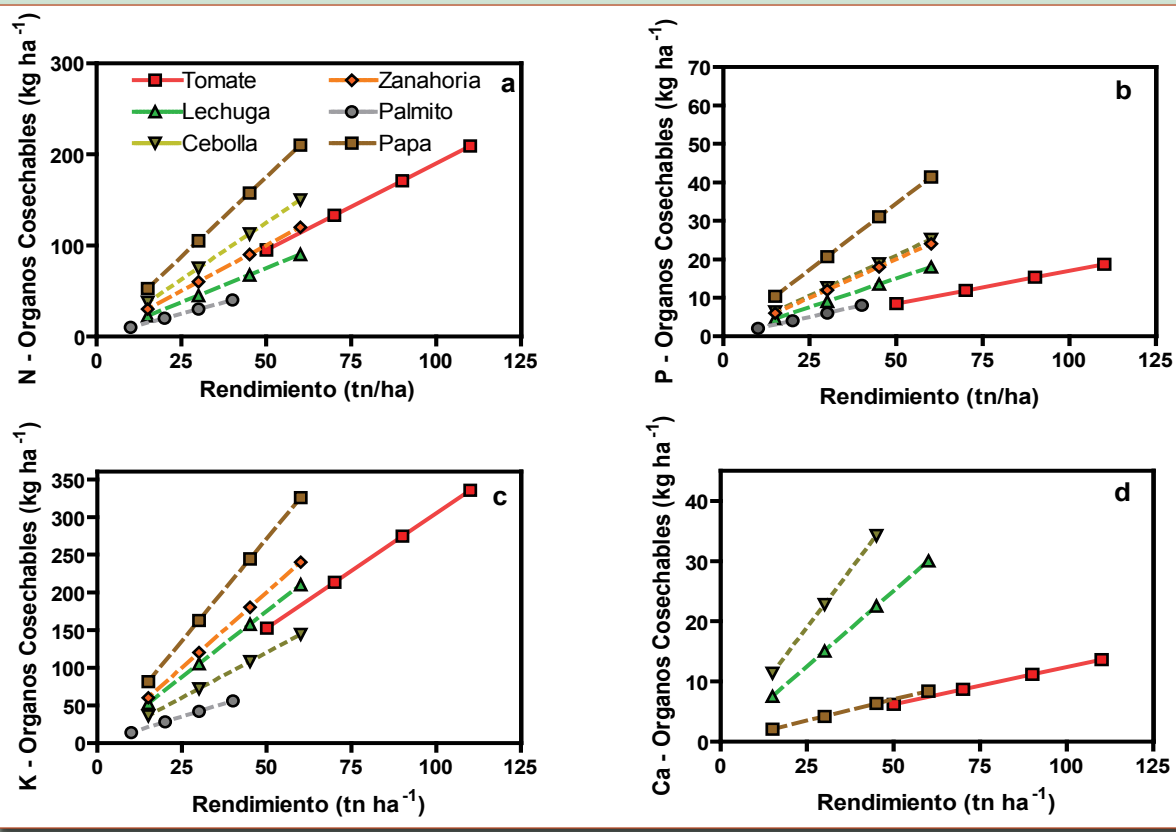 N - Organos Cosechables (kg ha -1)
300
200
100
0
Tomate
Lechuga
Cebolla
Zanahoria
Palmito
Papa
a
0 25 50 75 100 125
Rendimiento (tn/ha)
P - Organos Cosechables (kg ha -1)
70
60
50
40
30
20
10
0
b
0 25 50 75 100 125
Rendimiento (tn/ha)
K - Organos Cosechables (kg ha -1)
350
300
250
200
150
100
50
0
c
0 25 50 75 100 125
Rendimiento (tn ha -1)
Ca - Organos Cosechables (kg ha -1)
40
30
20
10
0
d
0 25 50 75 100 125
Rendimiento (tn ha -1)